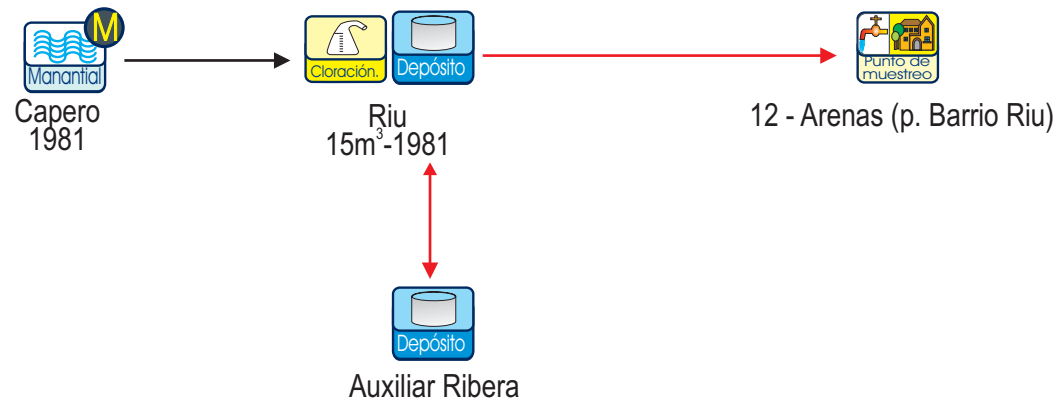 M
Manantial
Capero
1981
Cloración.
Depósito
Riu
15m³-1981
Punto de
muestreo
12 - Arenas (p. Barrio Riu)
Depósito
Auxiliar Ribera